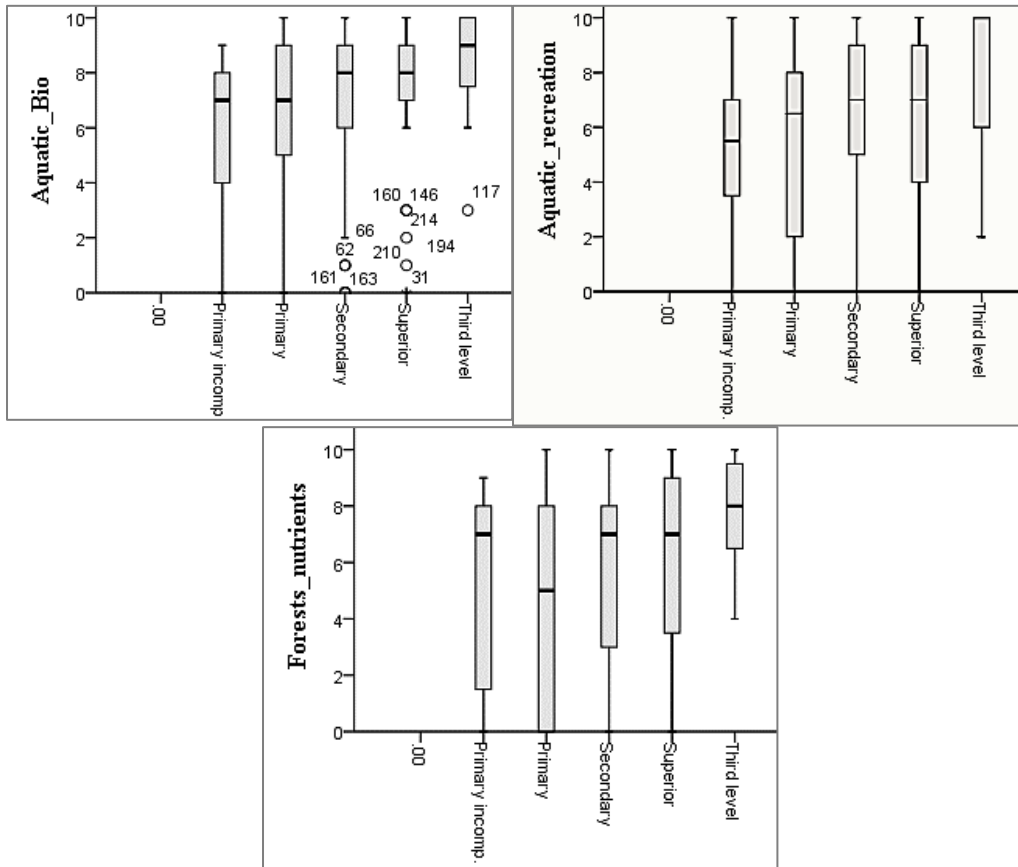 Aquatic_Bio
10
8
6
4
2
0
160 146
117
214
66
194
62
210
161 163
31
.00
Primary incomp
Primary
Secondary
Superior
Third level
Aquatic_recreation
10
8
6
4
2
0
.00
Primary incomp.
Primary
Secondary
Superior
Third level
Forests_nutrients
10
8
6
4
2
0
.00
Primary incomp.
Primary
Secondary
Superior
Third level